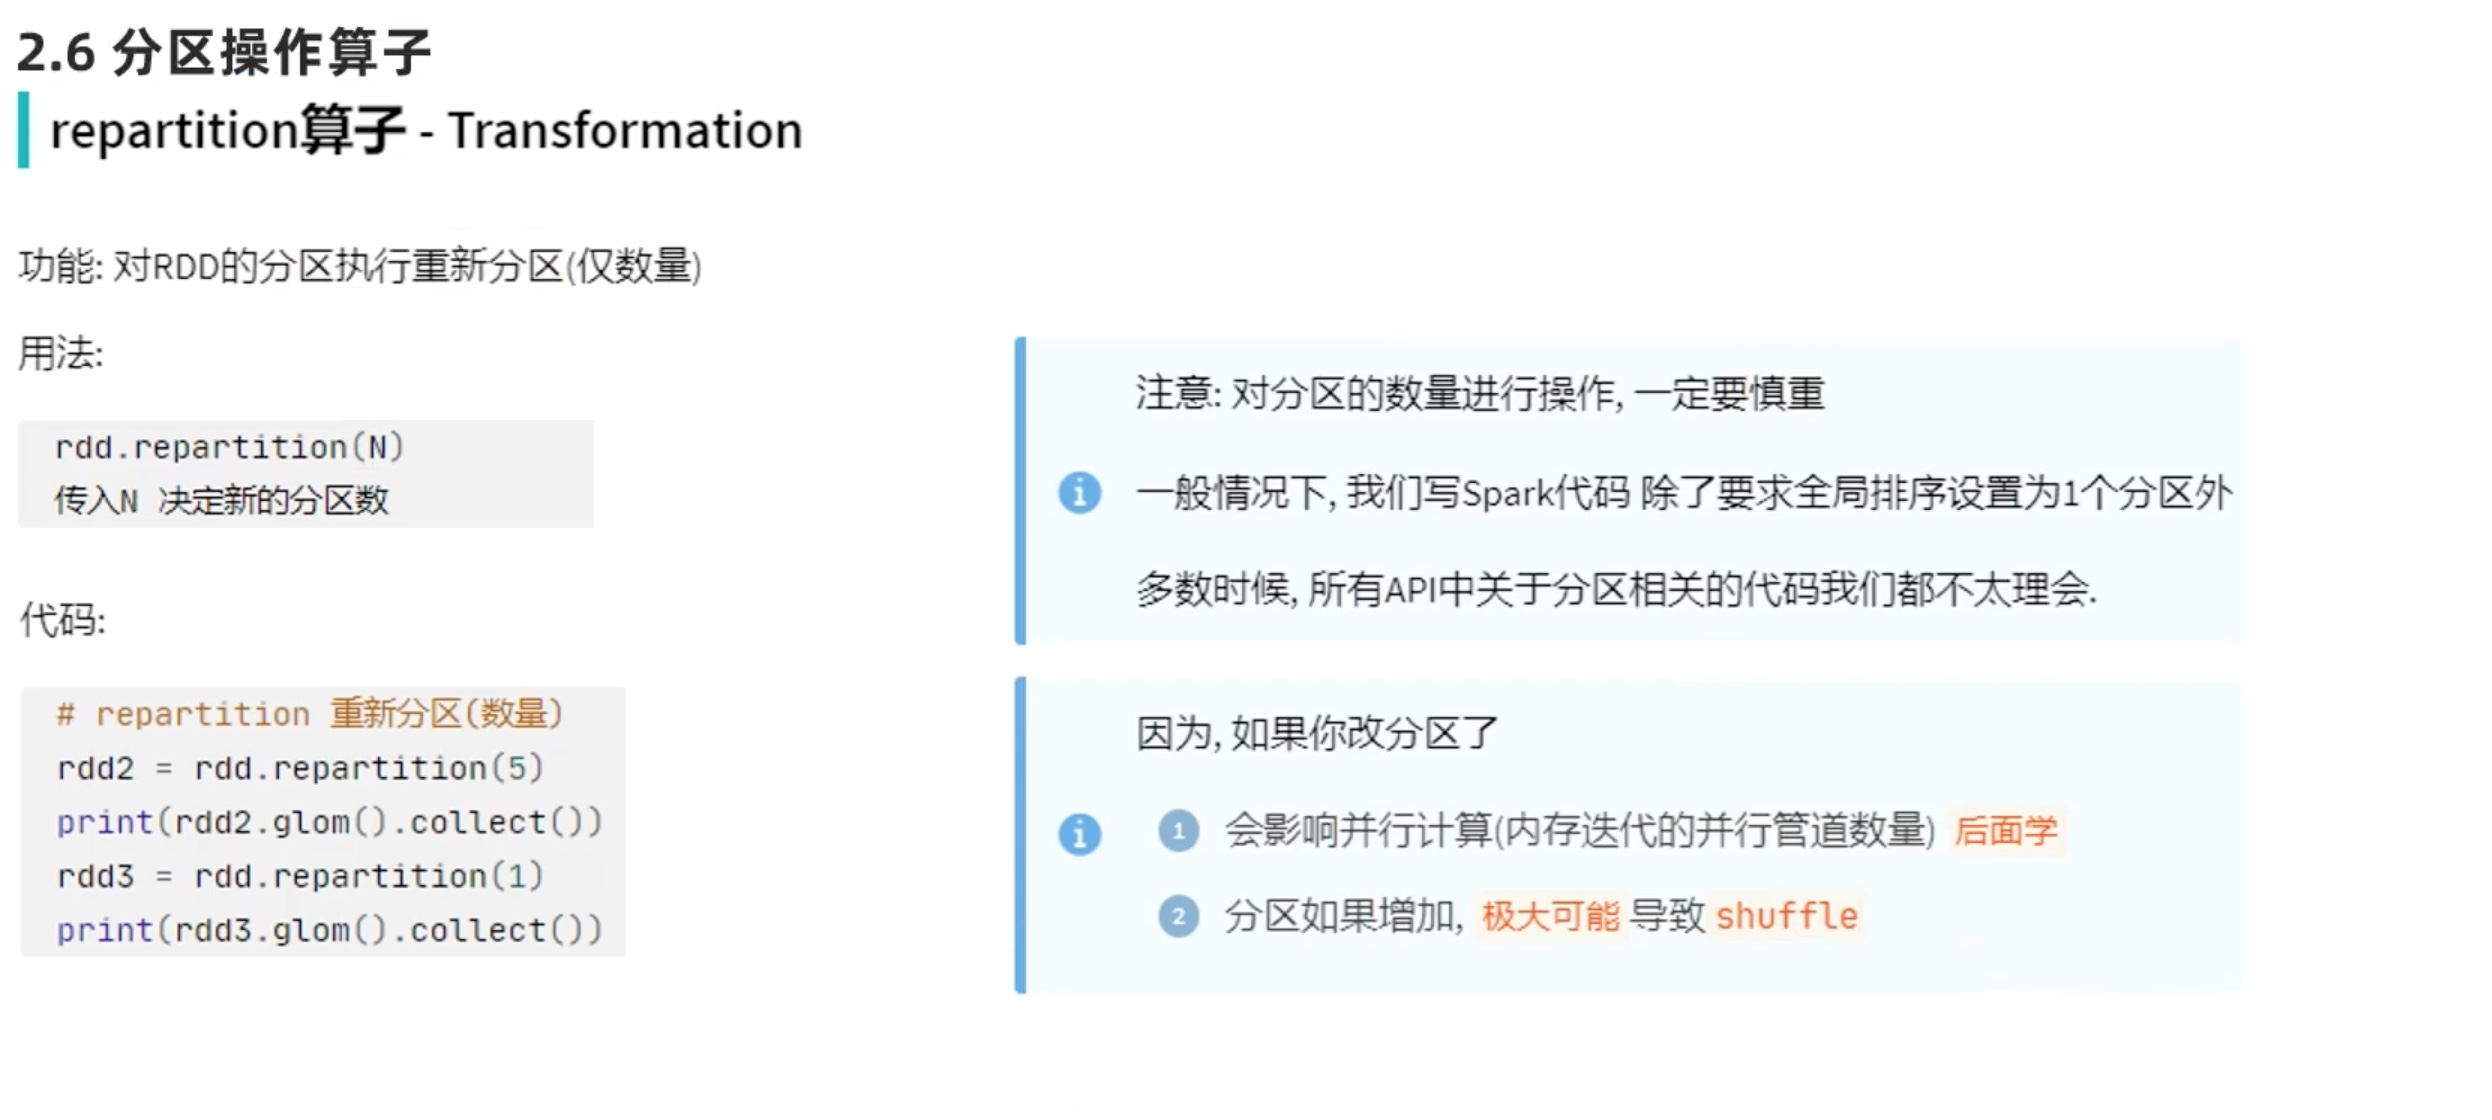 2.6 分区操作算子
repartition算子 - Transformation
功能: 对RDD的分区执行重新分区(仅数量)
用法:
rdd.repartition(N)
传入N 决定新的分区数
代码:
# repartition 重新分区(数量)
rdd2 = rdd.repartition(5)
print(rdd2.glom().collect())
rdd3 = rdd.repartition(1)
print(rdd3.glom().collect())
注意: 对分区的数量进行操作, 一定要慎重
一般情况下, 我们写Spark代码 除了要求全局排序设置为1个分区外
多数时候, 所有API中关于分区相关的代码我们都不太理会.
因为, 如果你改分区了
1 会影响并行计算(内存迭代的并行管道数量) 后面学
2 分区如果增加, 极大可能 导致 shuffle